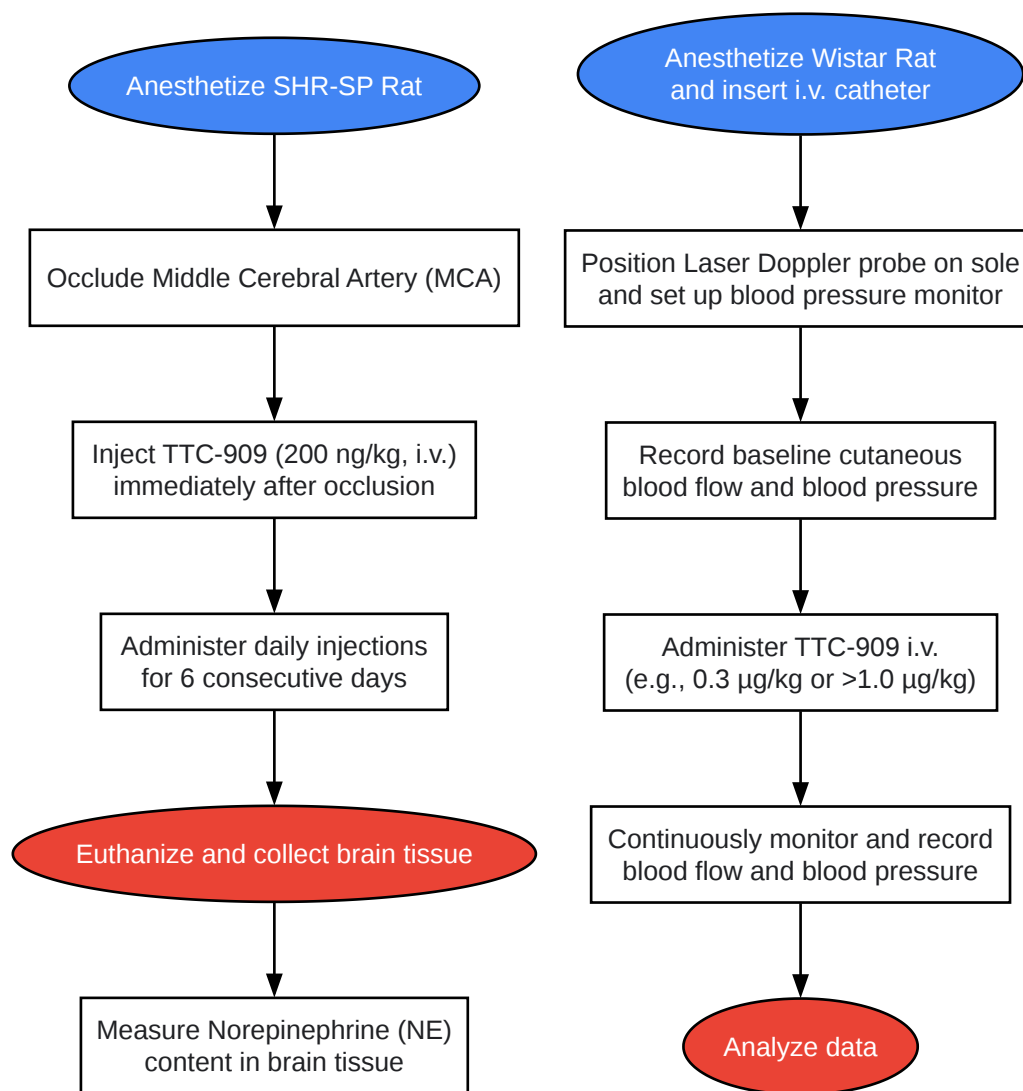 Anesthetize SHR-SP Rat
Occlude Middle Cerebral Artery (MCA)
Inject TTC-909 (200 ng/kg, i.v.)
immediately after occlusion
Administer daily injections
for 6 consecutive days
Euthanize and collect brain tissue
Measure Norepinephrine (NE)
content in brain tissue
Anesthetize Wistar Rat
and insert i.v. catheter
Position Laser Doppler probe on sole
and set up blood pressure monitor
Record baseline cutaneous
blood flow and blood pressure
Administer TTC-909 i.v.
(e.g., 0.3 µg/kg or >1.0 µg/kg)
Continuously monitor and record
blood flow and blood pressure
Analyze data